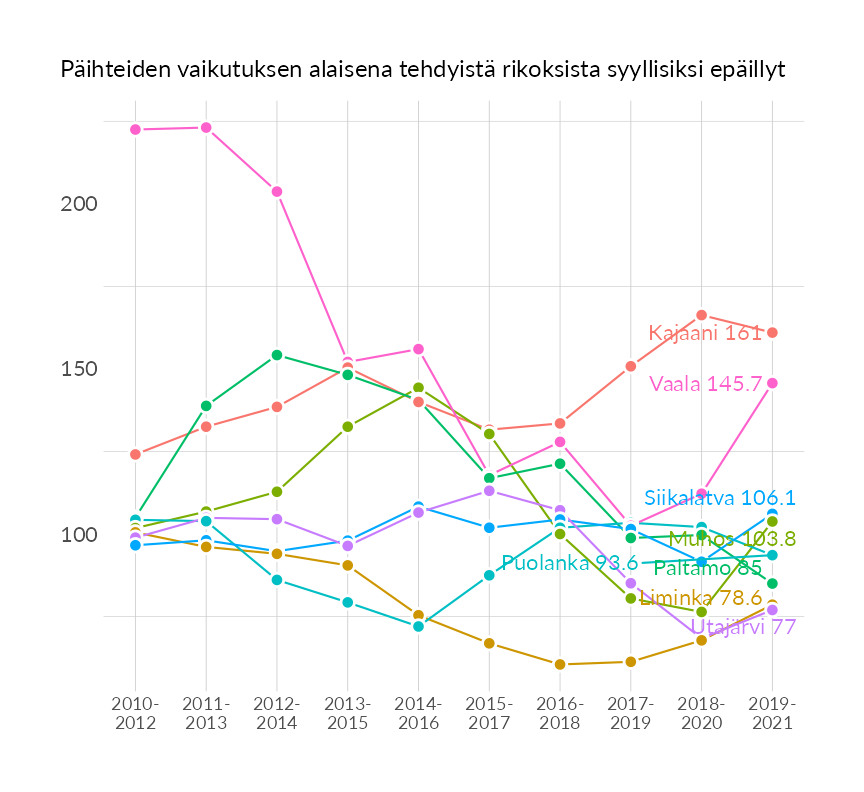 Päihteiden vaikutuksen alaisena tehdyistä rikoksista syyllisiksi epäillyt
200
150
100
Kajaani 161
Vaala 145.7
Siikalatva 106.1
Muhos 103.8
Puolanka 93.6
Paltamo 85
Liminka 78.6
Utajärvi 77
2010-
2012
2011-
2013
2012-
2014
2013-
2015
2014-
2016
2015-
2017
2016-
2018
2017-
2019
2018-
2020
2019-
2021